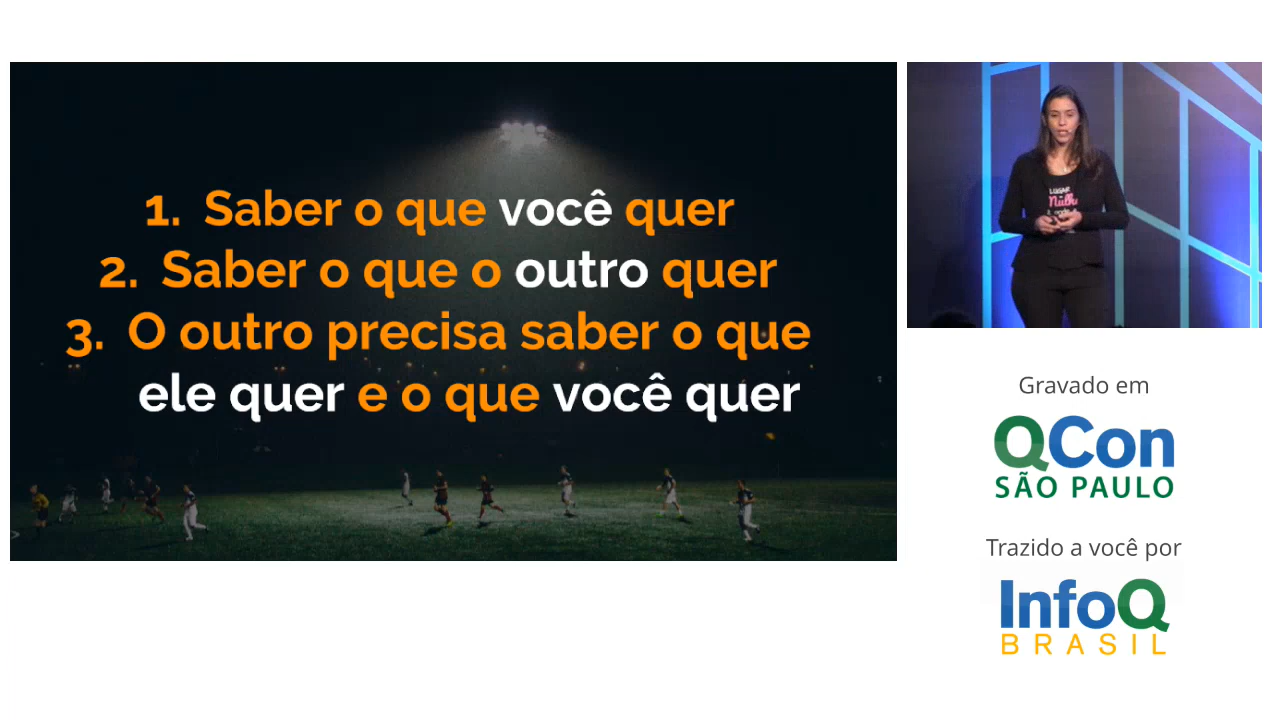 1. Saber o que você quer
2. Saber o que o outro quer
3. O outro precisa saber o que
ele quer e o que você quer
LUGAR
Gravado em
QCon
SÃO PAULO
Trazido a você por
InfoQ
BRASIL